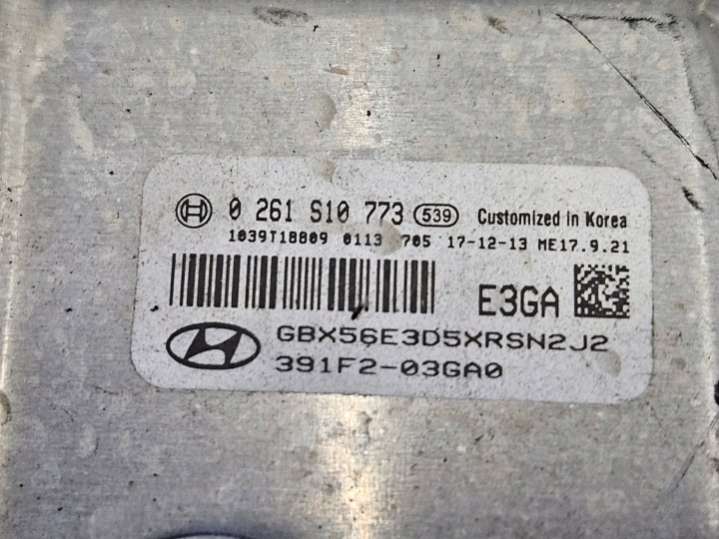 0 261 S10 773 539 Customized in Korea
1039T18809 0113 705 17-12-13 ME17.9.21
E3GA
GBX56E3D5XRSN2J2
391F2-03GA0